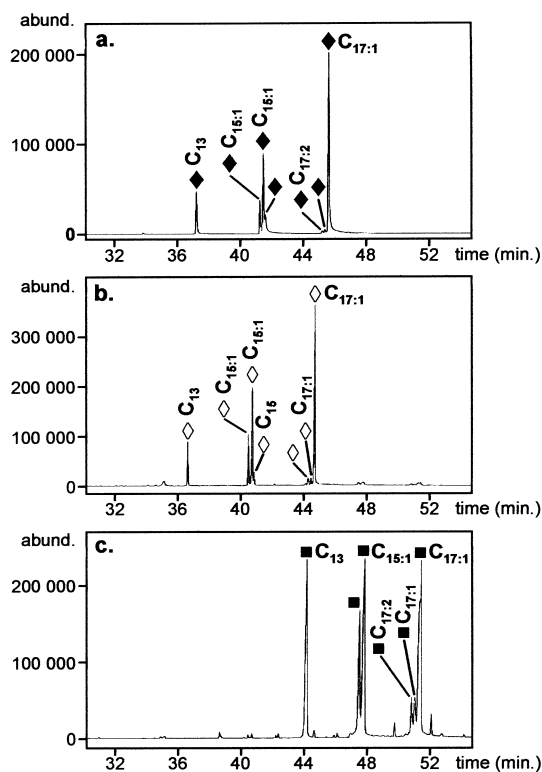 abund.
a.
200 000
100 000
0
C13
C15:1
C15:1
C17:2
C17:1
32 36 40 44 48 52 time (min.)
abund.
b.
300 000
200 000
100 000
0
C13
C15:1
C15:1
C15
C17:1
C17:1
32 36 40 44 48 52 time (min.)
abund.
c.
200 000
100 000
0
C13
C15:1
C17:2
C17:1
C17:1
32 36 40 44 48 52 time (min.)